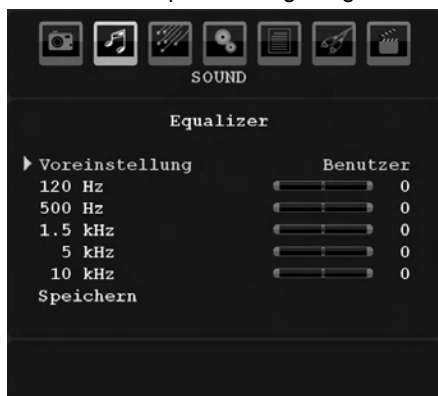 SOUND
Equalizer
Voreinstellung Benutzer
120 Hz 0
500 Hz 0
1.5 kHz 0
5 kHz 0
10 kHz 0
Speichern